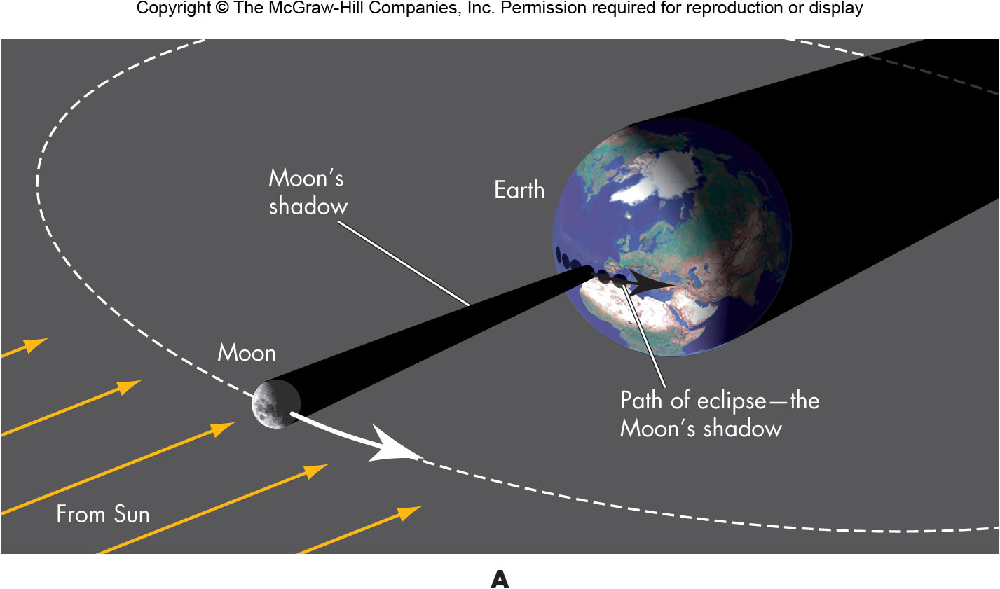 Copyright © The McGraw-Hill Companies, Inc. Permission required for reproduction or display
Moon's
shadow
Earth
Moon
Path of eclipse—the
Moon's shadow
From Sun
A